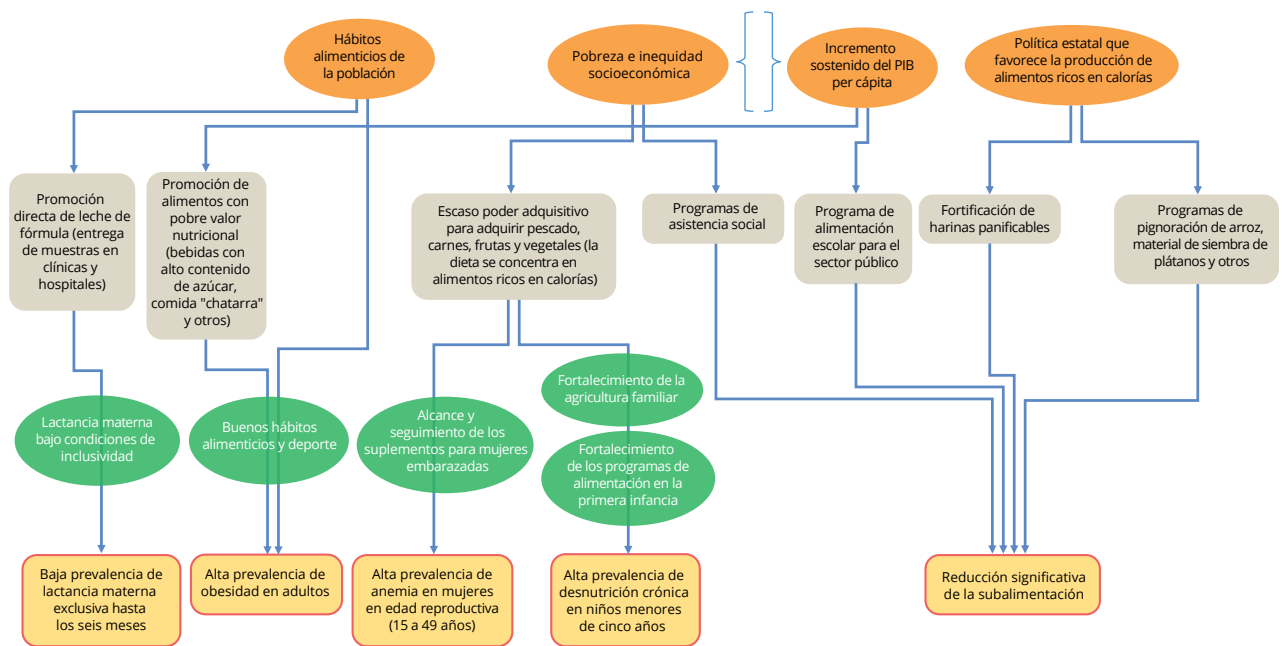 Hábitos
alimenticios de
la población
Pobreza e inequidad
socioeconómica
Incremento
sostenido del PIB
per cápita
Política estatal que
favorece la producción de
alimentos ricos en calorías
Promoción
directa de leche de
fórmula (entrega
de muestras en
clínicas y
hospitales)
Promoción de
alimentos con
pobre valor
nutricional
(bebidas con
alto contenido
de azúcar,
comida "chatarra"
y otros)
Escaso poder adquisitivo
para adquirir pescado,
carnes, frutas y vegetales (la
dieta se concentra en
alimentos ricos en calorías)
Programas de
asistencia social
Programa de
alimentación
escolar para el
sector público
Fortificación de
harinas panificables
Programas de
pignoración de arroz,
material de siembra de
plátanos y otros
Lactancia materna
bajo condiciones de
inclusividad
Buenos hábitos
alimenticios y deporte
Alcance y
seguimiento de los
suplementos para mujeres
embarazadas
Fortalecimiento de la
agricultura familiar
Fortalecimiento
de los programas de
alimentación en la
primera infancia
Baja prevalencia de
lactancia materna
exclusiva hasta
los seis meses
Alta prevalencia de
obesidad en adultos
Alta prevalencia de
anemia en mujeres
en edad reproductiva
(15 a 49 años)
Alta prevalencia de
desnutrición crónica
en niños menores
de cinco años
Reducción significativa
de la subalimentación